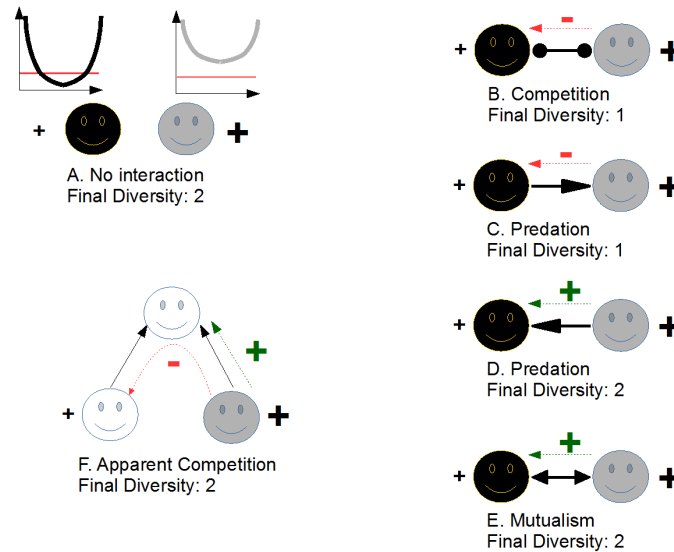 A. No interaction
Final Diversity: 2
B. Competition
Final Diversity: 1
C. Predation
Final Diversity: 1
D. Predation
Final Diversity: 2
E. Mutualism
Final Diversity: 2
F. Apparent Competition
Final Diversity: 2